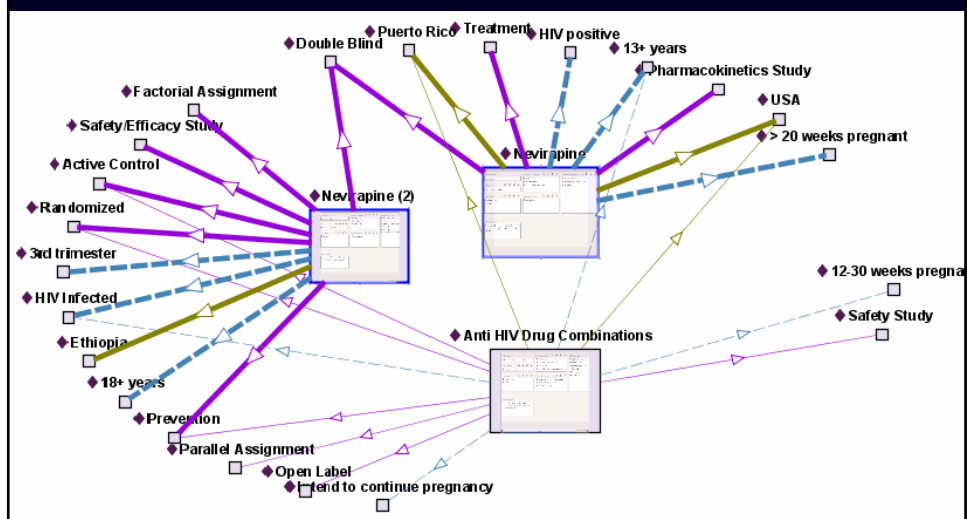 Puerto Rico
Treatment
HIV positive
Double Blind
13+ years
Pharmacokinetics Study
Factorial Assignment
USA
Safety/Efficacy Study
> 20 weeks pregnant
Active Control
Nevirapine
Nevirapine (2)
Randomized
3rd trimester
12-30 weeks pregna
HIV Infected
Safety Study
Anti HIV Drug Combinations
Ethiopia
18+ years
Prevention
Parallel Assignment
Open Label
Intend to continue pregnancy